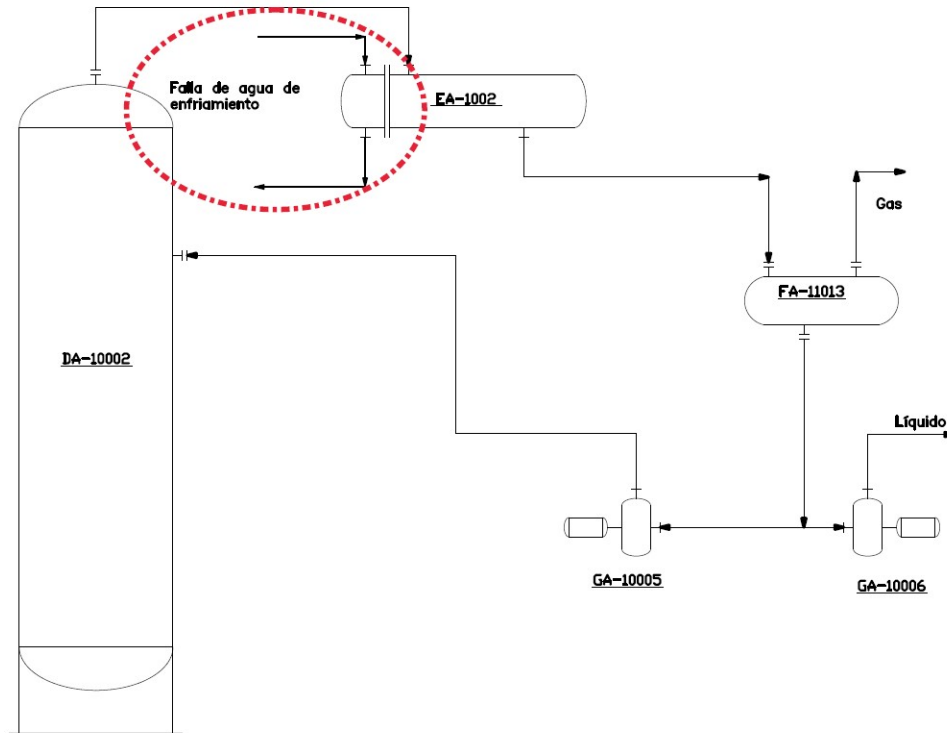 Falla de agua de
enfriamiento
EA-1002
Gas
FA-11013
DA-10002
Líquido
GA-10005
GA-10006